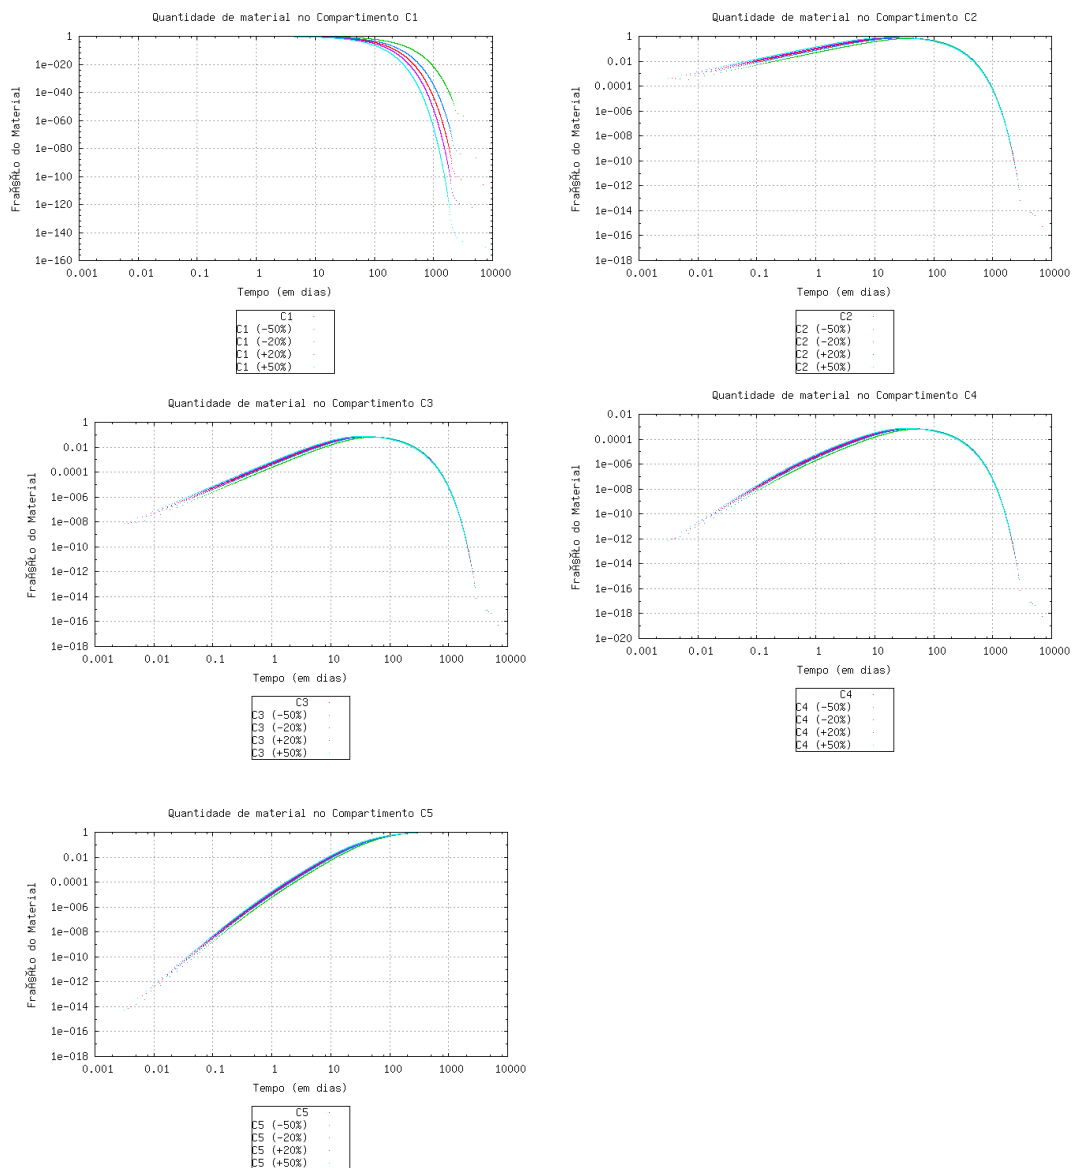 Quantidade de material no Compartimento C1
1
1e-020
1e-040
1e-060
1e-080
1e-100
1e-120
1e-140
1e-160
0.001 0.01 0.1 1 10 100 1000 10000
Tempo (em dias)
C1
C1 (-50%)
C1 (-20%)
C1 (+20%)
C1 (+50%)
Quantidade de material no Compartimento C2
1
0.01
0.0001
1e-006
1e-008
1e-010
1e-012
1e-014
1e-016
1e-018
0.001 0.01 0.1 1 10 100 1000 10000
Tempo (em dias)
C2
C2 (-50%)
C2 (-20%)
C2 (+20%)
C2 (+50%)
Quantidade de material no Compartimento C3
1
0.01
0.0001
1e-006
1e-008
1e-010
1e-012
1e-014
1e-016
1e-018
0.001 0.01 0.1 1 10 100 1000 10000
Tempo (em dias)
C3
C3 (-50%)
C3 (-20%)
C3 (+20%)
C3 (+50%)
Quantidade de material no Compartimento C4
0.01
0.0001
1e-006
1e-008
1e-010
1e-012
1e-014
1e-016
1e-018
1e-020
0.001 0.01 0.1 1 10 100 1000 10000
Tempo (em dias)
C4
C4 (-50%)
C4 (-20%)
C4 (+20%)
C4 (+50%)
Quantidade de material no Compartimento C5
1
0.01
0.0001
1e-006
1e-008
1e-010
1e-012
1e-014
1e-016
1e-018
0.001 0.01 0.1 1 10 100 1000 10000
Tempo (em dias)
C5
C5 (-50%)
C5 (-20%)
C5 (+20%)
C5 (+50%)
do Material
do Material
do Material
do Material
do Material